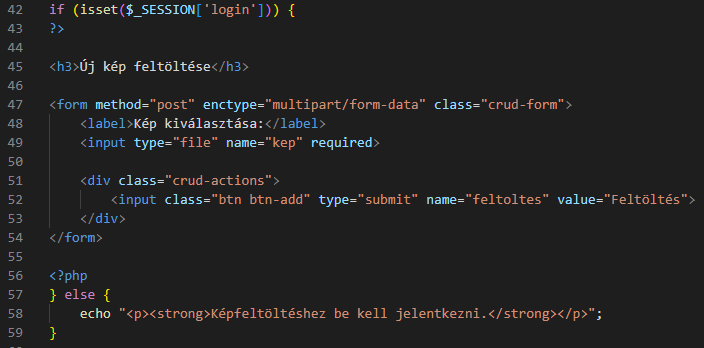 42 if (isset($_SESSION['login'])) {
43 ?>
44
45 <h3>Új kép feltöltése</h3>
46
47 <form method="post" enctype="multipart/form-data" class="crud-form">
48     <label>Kép kiválasztása:</label>
49     <input type="file" name="kep" required>
50
51     <div class="crud-actions">
52         <input class="btn btn-add" type="submit" name="feltoltes" value="Feltöltés">
53     </div>
54 </form>
55
56 <?php
57 } else {
58     echo "<p><strong>Képfeltöltéshez be kell jelentkezni.</strong></p>";
59 }